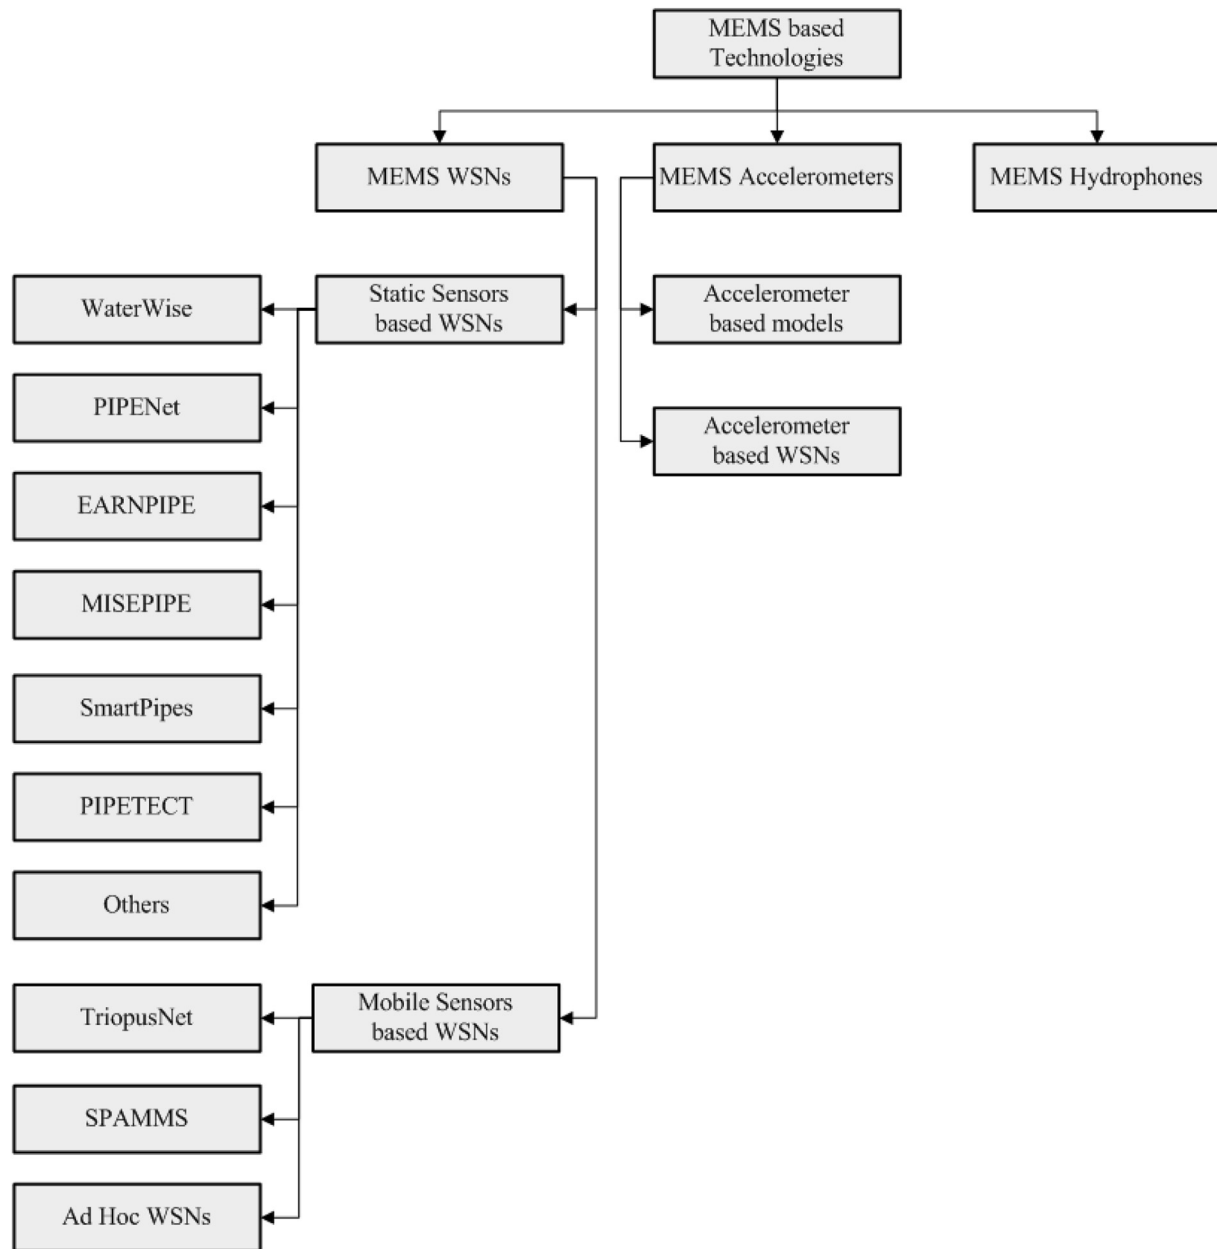 MEMS based
Technologies
MEMS WSNs
MEMS Accelerometers
MEMS Hydrophones
WaterWise
Static Sensors
based WSNs
Accelerometer
based models
PIPENet
Accelerometer
based WSNs
EARNPIPE
MISEPIPE
SmartPipes
PIPETECT
Others
TriopusNet
Mobile Sensors
based WSNs
SPAMMS
Ad Hoc WSNs